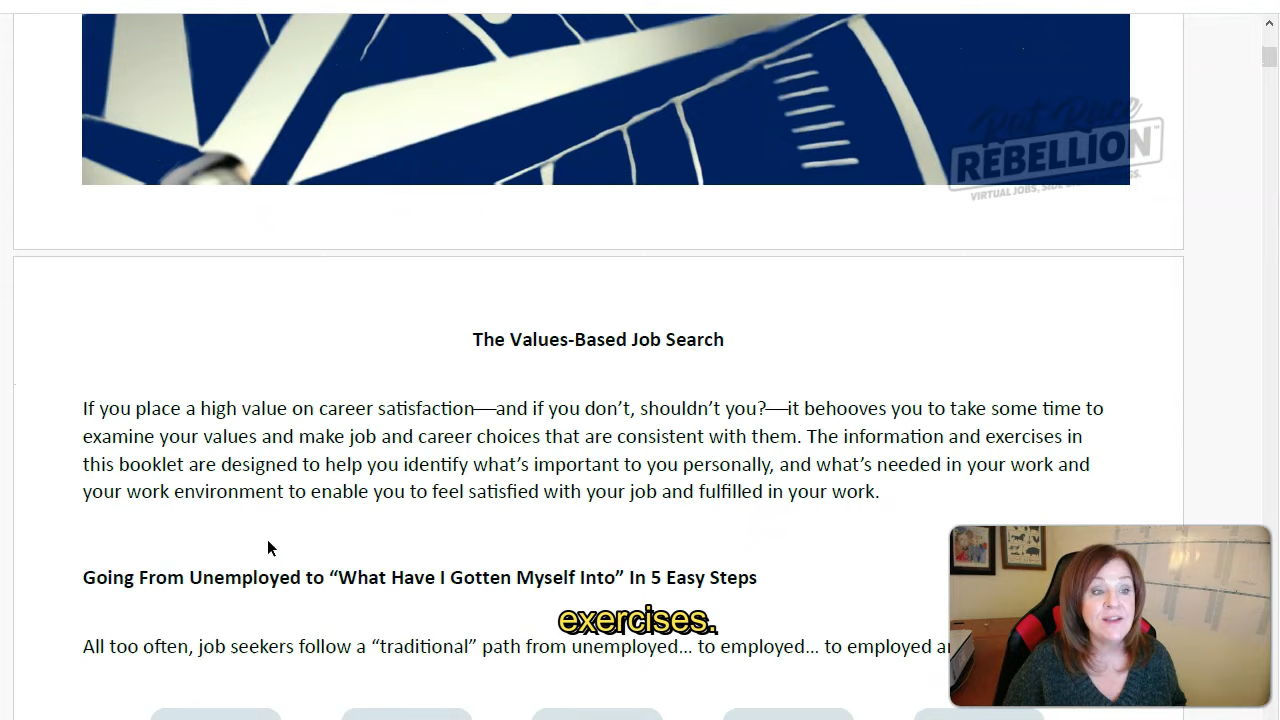 Rat Race
REBELLION
VIRTUAL JOBS, SIDE
The Values-Based Job Search
If you place a high value on career satisfaction—and if you don’t, shouldn’t you?—it behooves you to take some time to
examine your values and make job and career choices that are consistent with them. The information and exercises in
this booklet are designed to help you identify what’s important to you personally, and what’s needed in your work and
your work environment to enable you to feel satisfied with your job and fulfilled in your work.
Going From Unemployed to “What Have I Gotten Myself Into” In 5 Easy Steps
exercises.
All too often, job seekers follow a “traditional” path from unemployed... to employed... to employed